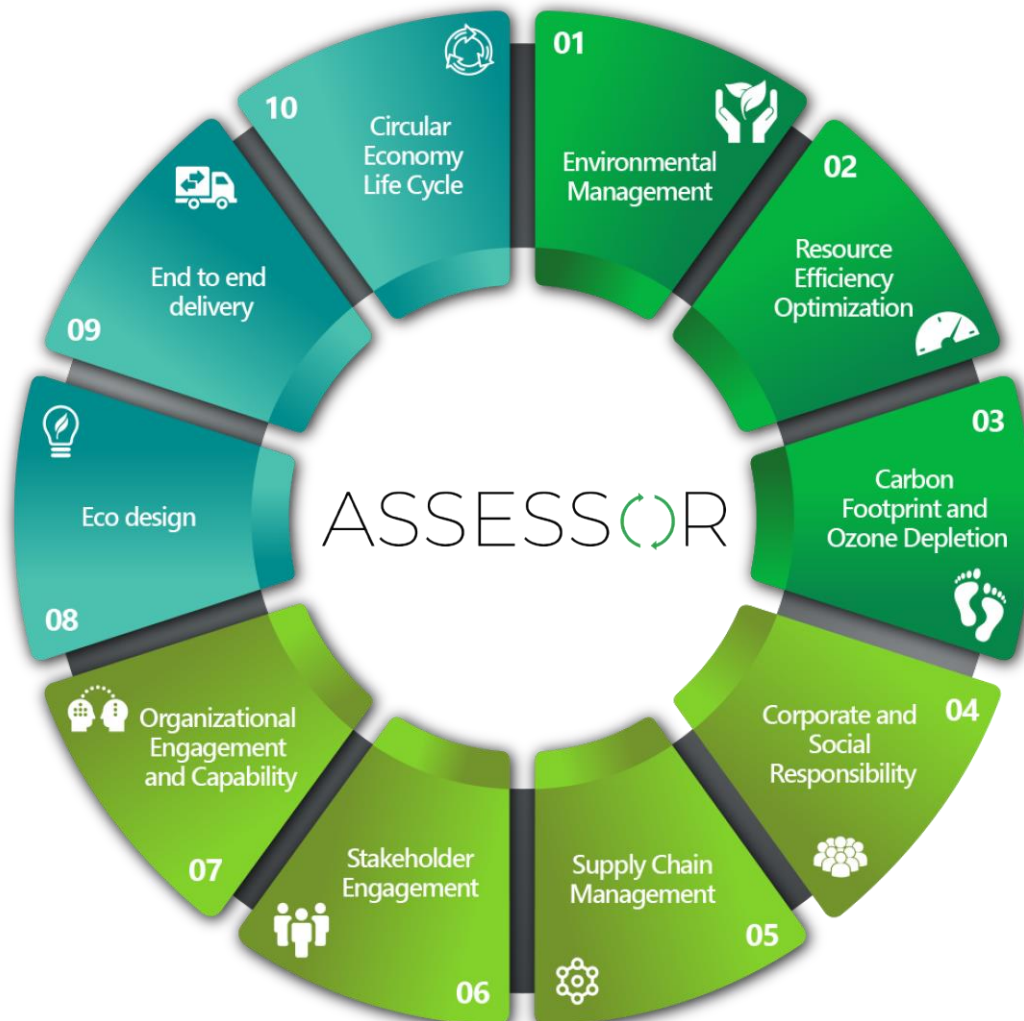 01
Environmental
Management
02
Resource
Efficiency
Optimization
03
Carbon
Footprint and
Ozone Depletion
04
Corporate and
Social
Responsibility
05
Supply Chain
Management
06
Stakeholder
Engagement
07
Organizational
Engagement
and Capability
08
Eco design
09
End to end
delivery
10
Circular
Economy
Life Cycle
ASSESSOR